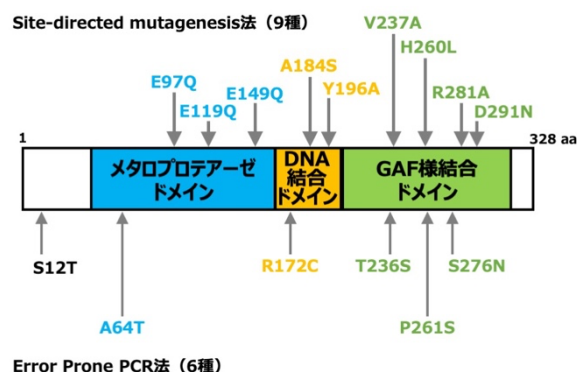 Site-directed mutagenesis法（9種）
V237A
H260L
A184S
E97Q
E149Q
Y196A
R281A
E119Q
D291N
1
328 aa
メタロプロテアーゼ
ドメイン
DNA
結合
ドメイン
GAF様結合
ドメイン
S12T
R172C
T236S
S276N
A64T
P261S
Error Prone PCR法（6種）